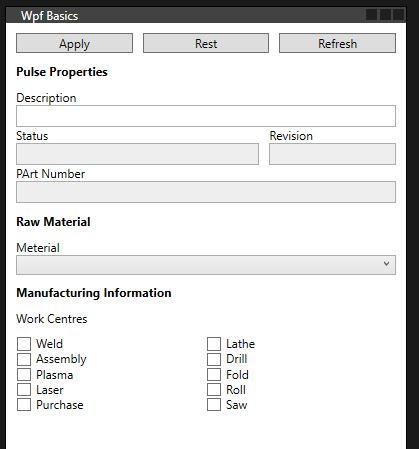 Wpf Basics
Apply Rest Refresh
Pulse Properties
Description
Status Revision
PArt Number
Raw Material
Meterial
Manufacturing Information
Work Centres
Weld Lathe
Assembly Drill
Plasma Fold
Laser Roll
Purchase Saw